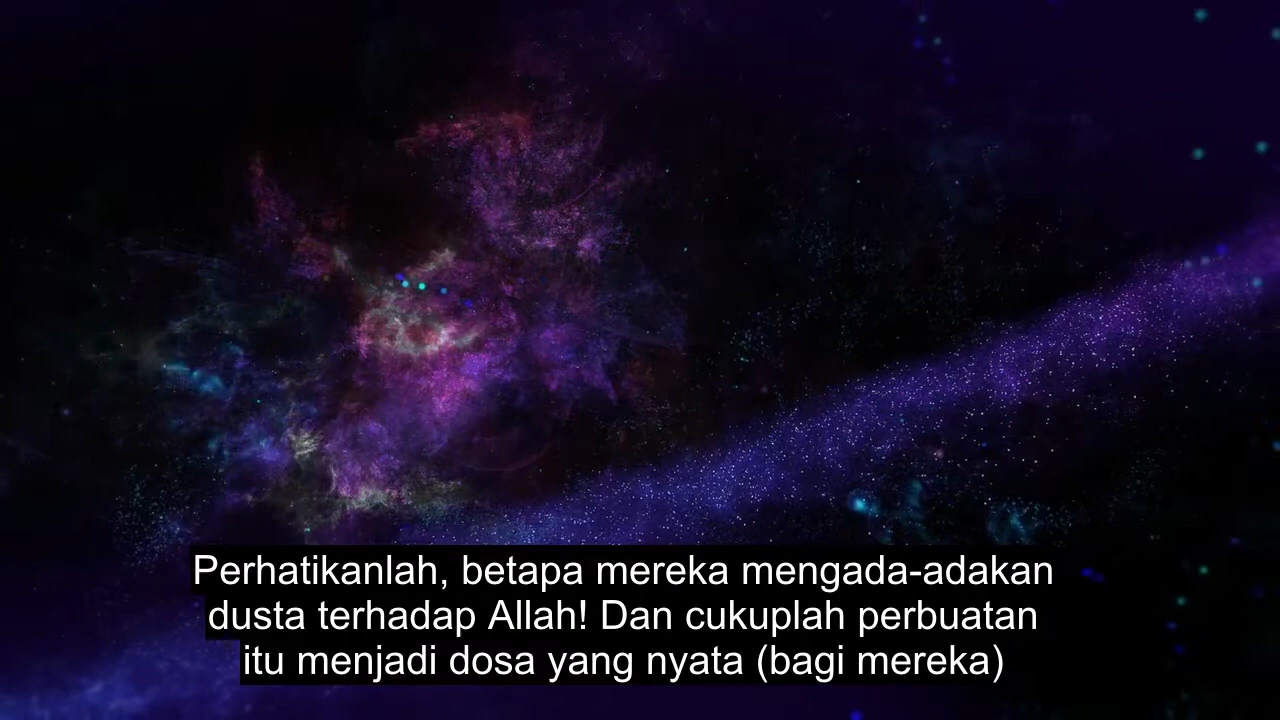 Perhatikanlah, betapa mereka mengada-adakan
dusta terhadap Allah! Dan cukuplah perbuatan
itu menjadi dosa yang nyata (bagi mereka)